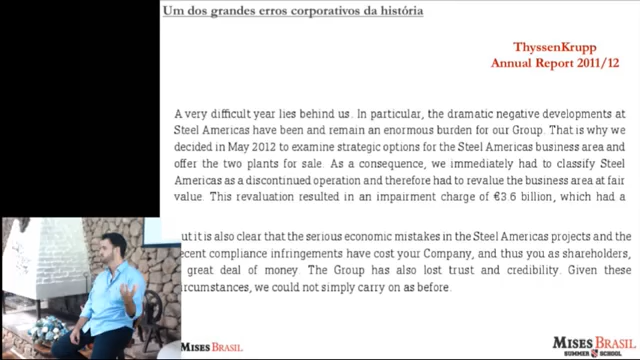 Um dos grandes erros corporativos da história
ThyssenKrupp
Annual Report 2011/12
A very difficult year lies behind us. In particular, the dramatic negative developments at
Steel Americas have been and remain an enormous burden for our Group. That is why we
decided in May 2012 to examine strategic options for the Steel Americas business area and
offer the two plants for sale. As a consequence, we immediately had to classify Steel
Americas as a discontinued operation and therefore had to revalue the business area at fair
value. This revaluation resulted in an impairment charge of €3.6 billion, which had a
ut it is also clear that the serious economic mistakes in the Steel Americas projects and the
ecent compliance infringements have cost your Company, and thus you as shareholders,
great deal of money. The Group has also lost trust and credibility. Given these
ircumstances, we could not simply carry on as before.
MISES BRASIL
MISES BRASIL
SUMMER SCHOOL